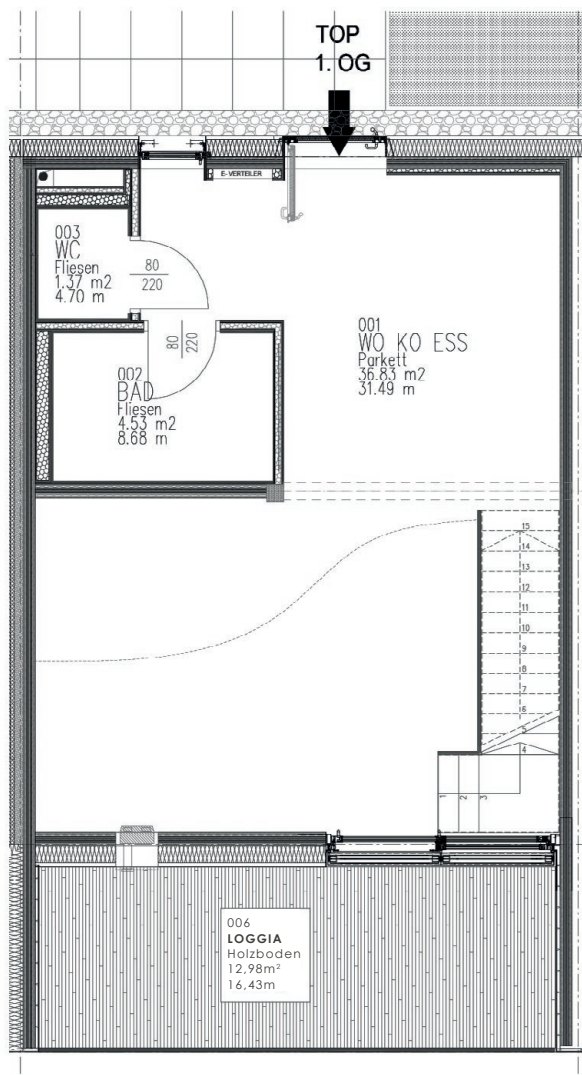 TOP
1. OG
E-VERTEILER
003
WC
Fliesen
1.37 m2
4.70 m
80
220
80
220
002
BAD
Fliesen
4.53 m2
8.68 m
001
WO KO ESS
Parkett
36.83 m2
31.49 m
15
14
13
12
11
10
9
8
7
6
5
4
1
2
3
006
LOGGIA
Holzboden
12,98m²
16,43m